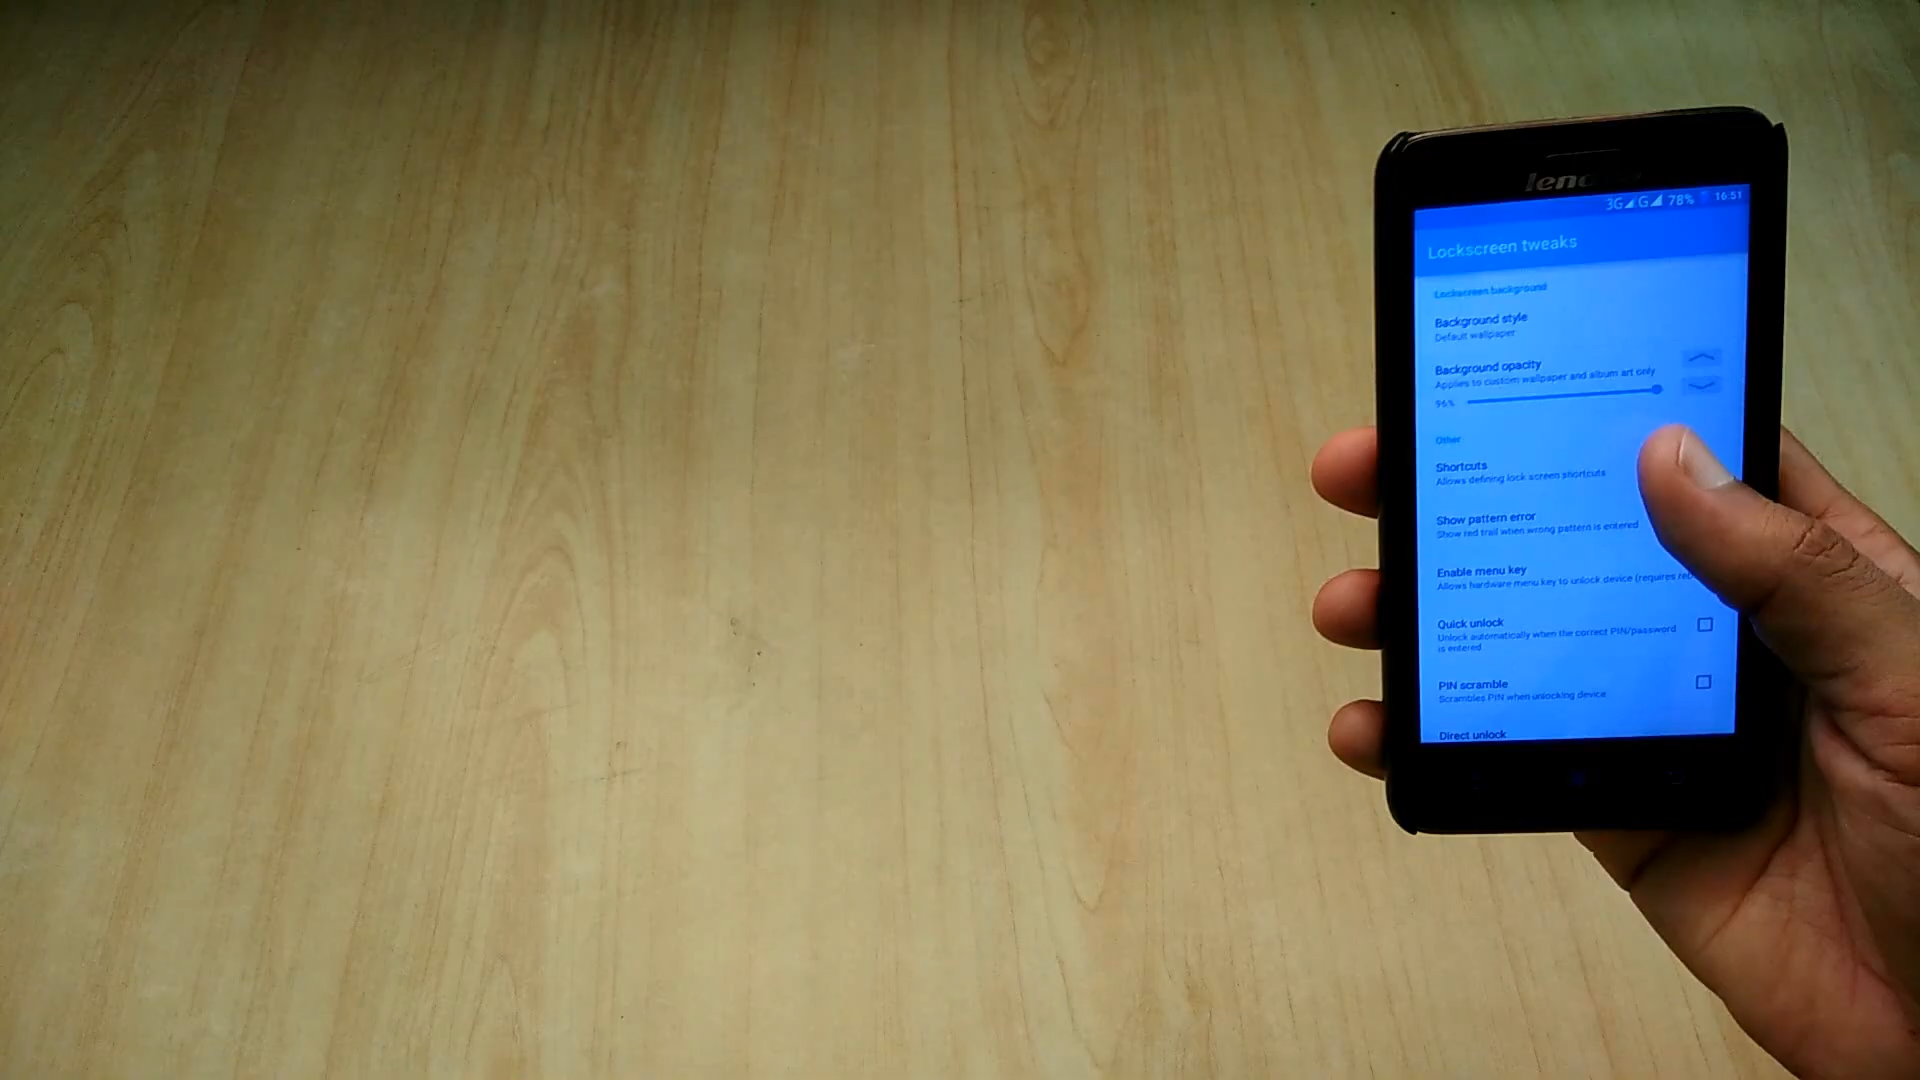 leno
3G G 78% 16:51
Lockscreen tweaks
Lockscreen background
Background style
Default wallpaper
Background opacity
Applies to custom wallpaper and album art only
96%
Other
Shortcuts
Allows defining lock screen shortcuts
Show pattern error
Show red trail when wrong pattern is entered
Enable menu key
Allows hardware menu key to unlock device (requires reb
Quick unlock
Unlock automatically when the correct PIN/password
is entered
PIN scramble
Scrambles PIN when unlocking device
Direct unlock